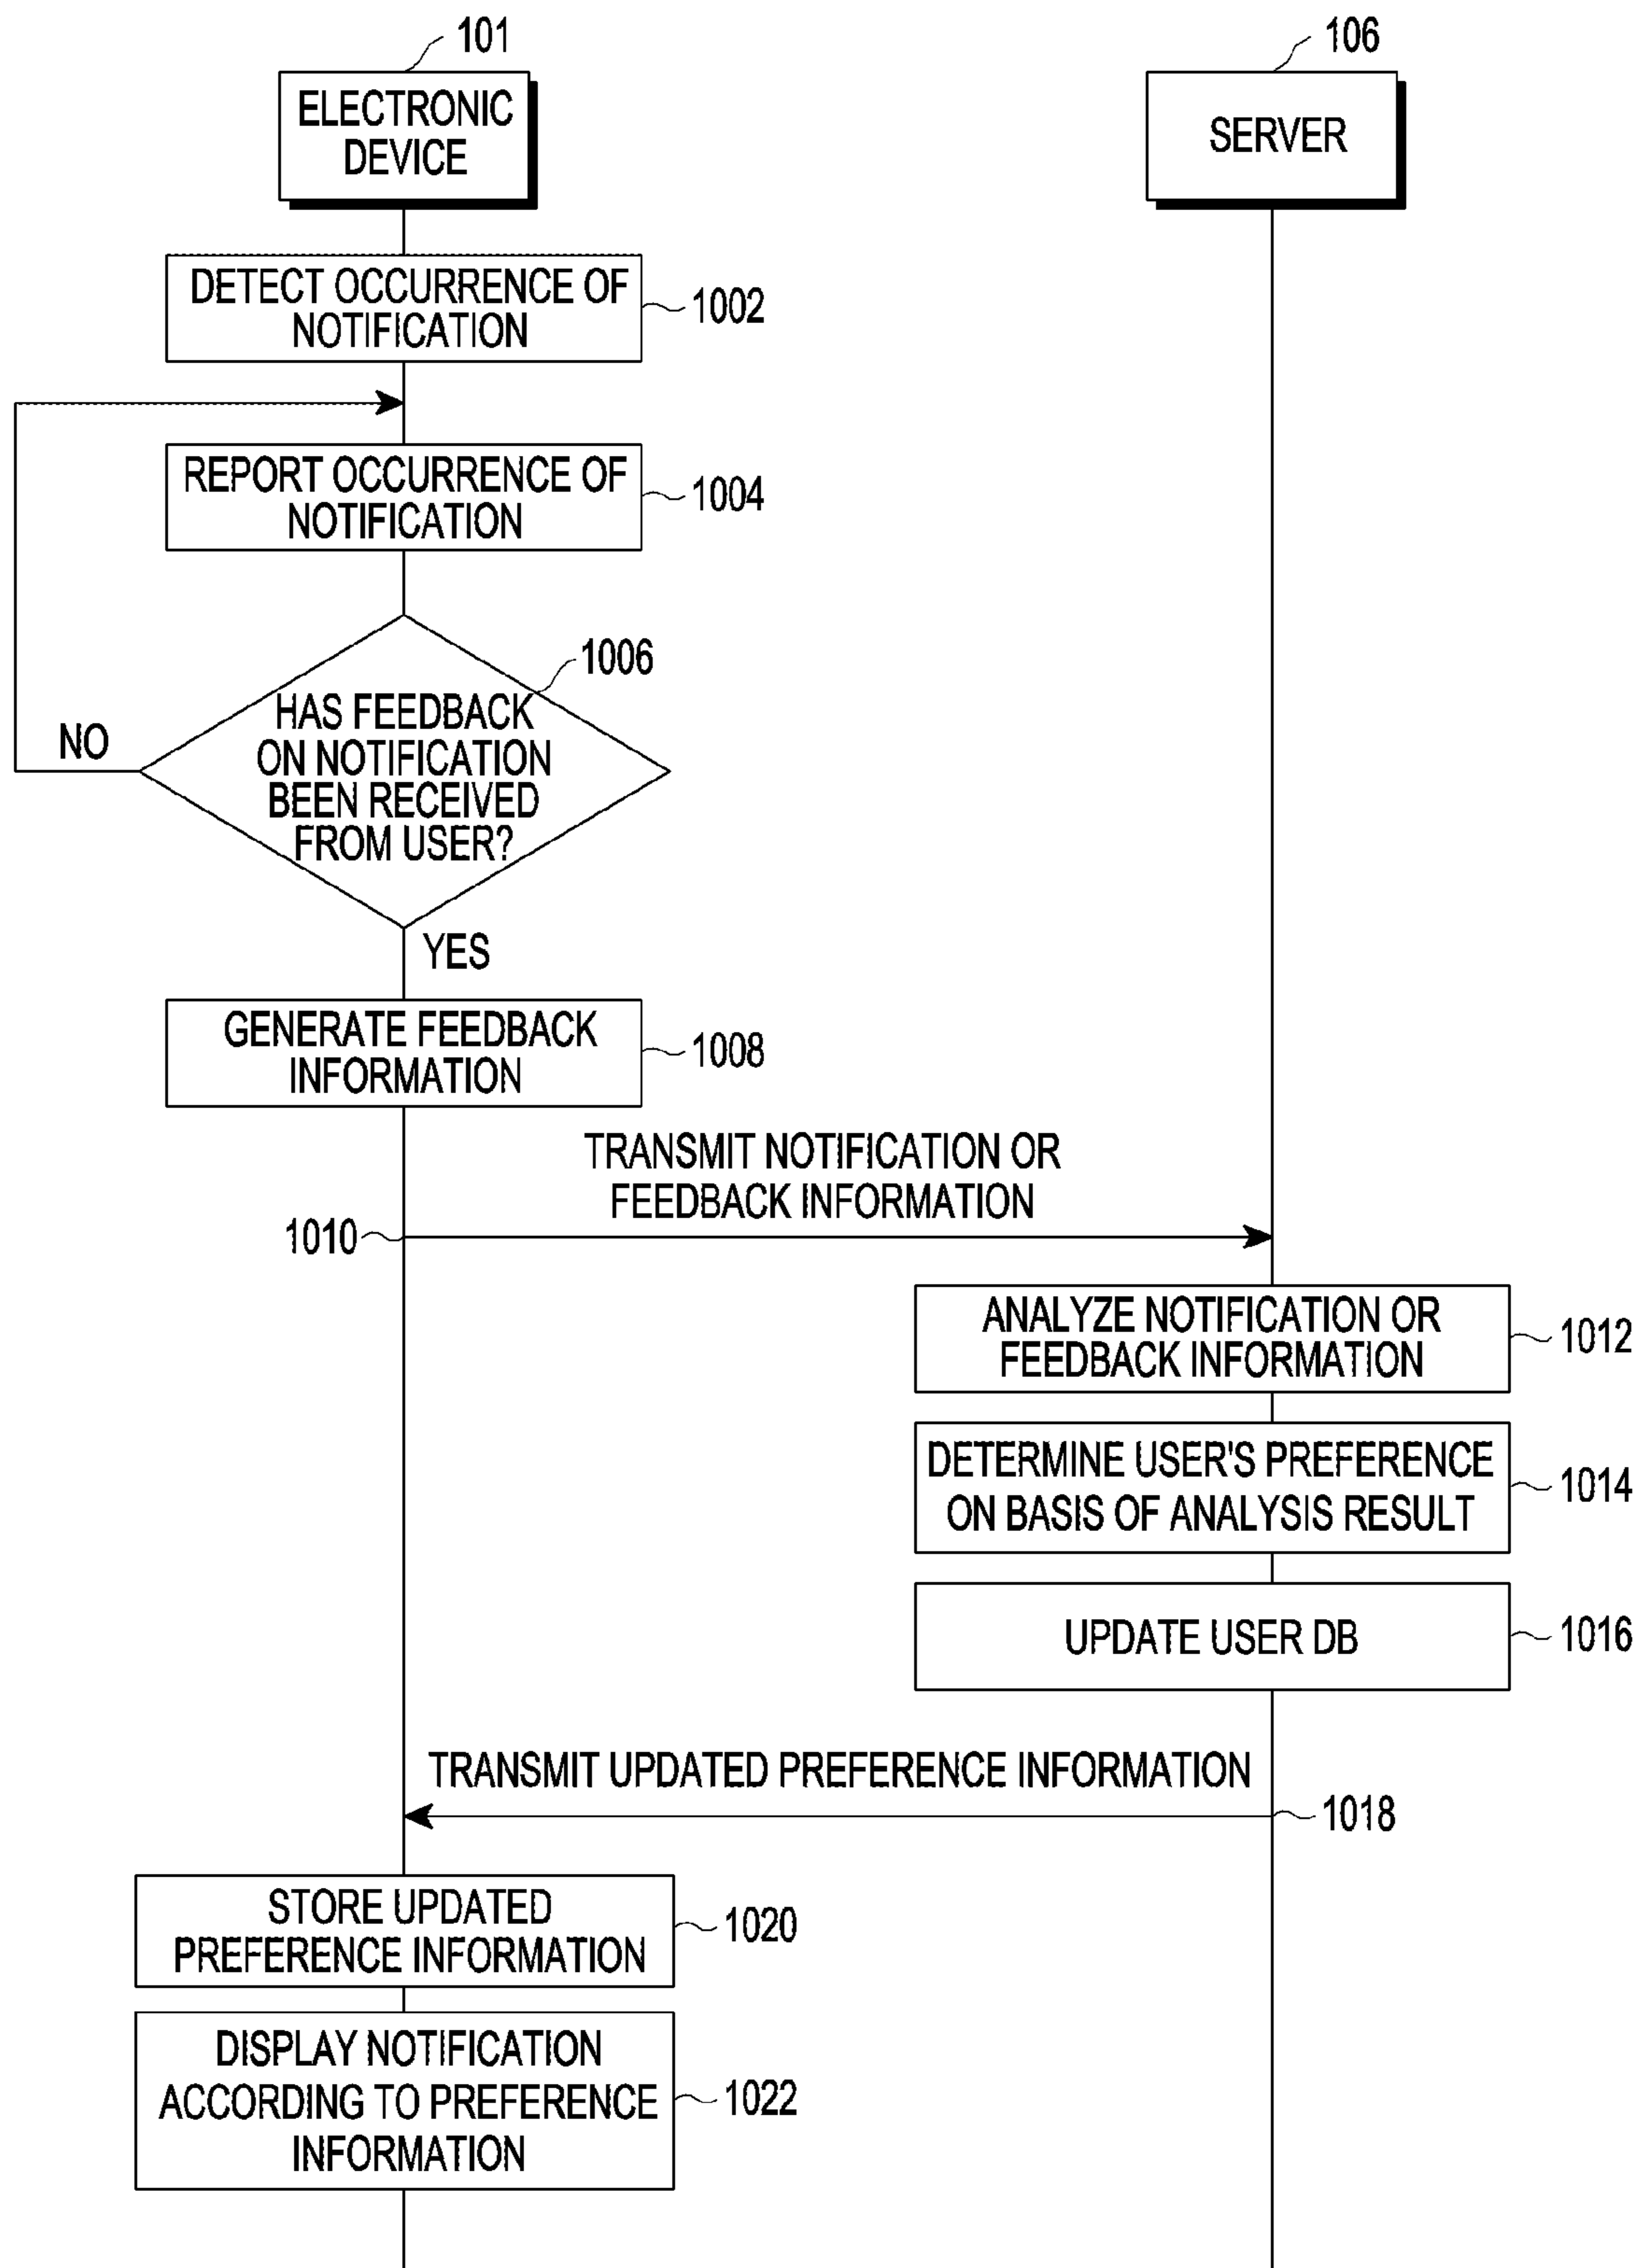 101
106
ELECTRONIC
DEVICE
SERVER
DETECT OCCURRENCE OF
NOTIFICATION
1002
REPORT OCCURRENCE OF
NOTIFICATION
1004
1006
HAS FEEDBACK
ON NOTIFICATION
BEEN RECEIVED
FROM USER?
NO
YES
GENERATE FEEDBACK
INFORMATION
1008
TRANSMIT NOTIFICATION OR
FEEDBACK INFORMATION
1010
ANALYZE NOTIFICATION OR
FEEDBACK INFORMATION
1012
DETERMINE USER'S PREFERENCE
ON BASIS OF ANALYSIS RESULT
1014
UPDATE USER DB
1016
TRANSMIT UPDATED PREFERENCE INFORMATION
1018
STORE UPDATED
PREFERENCE INFORMATION
1020
DISPLAY NOTIFICATION
ACCORDING TO PREFERENCE
INFORMATION
1022